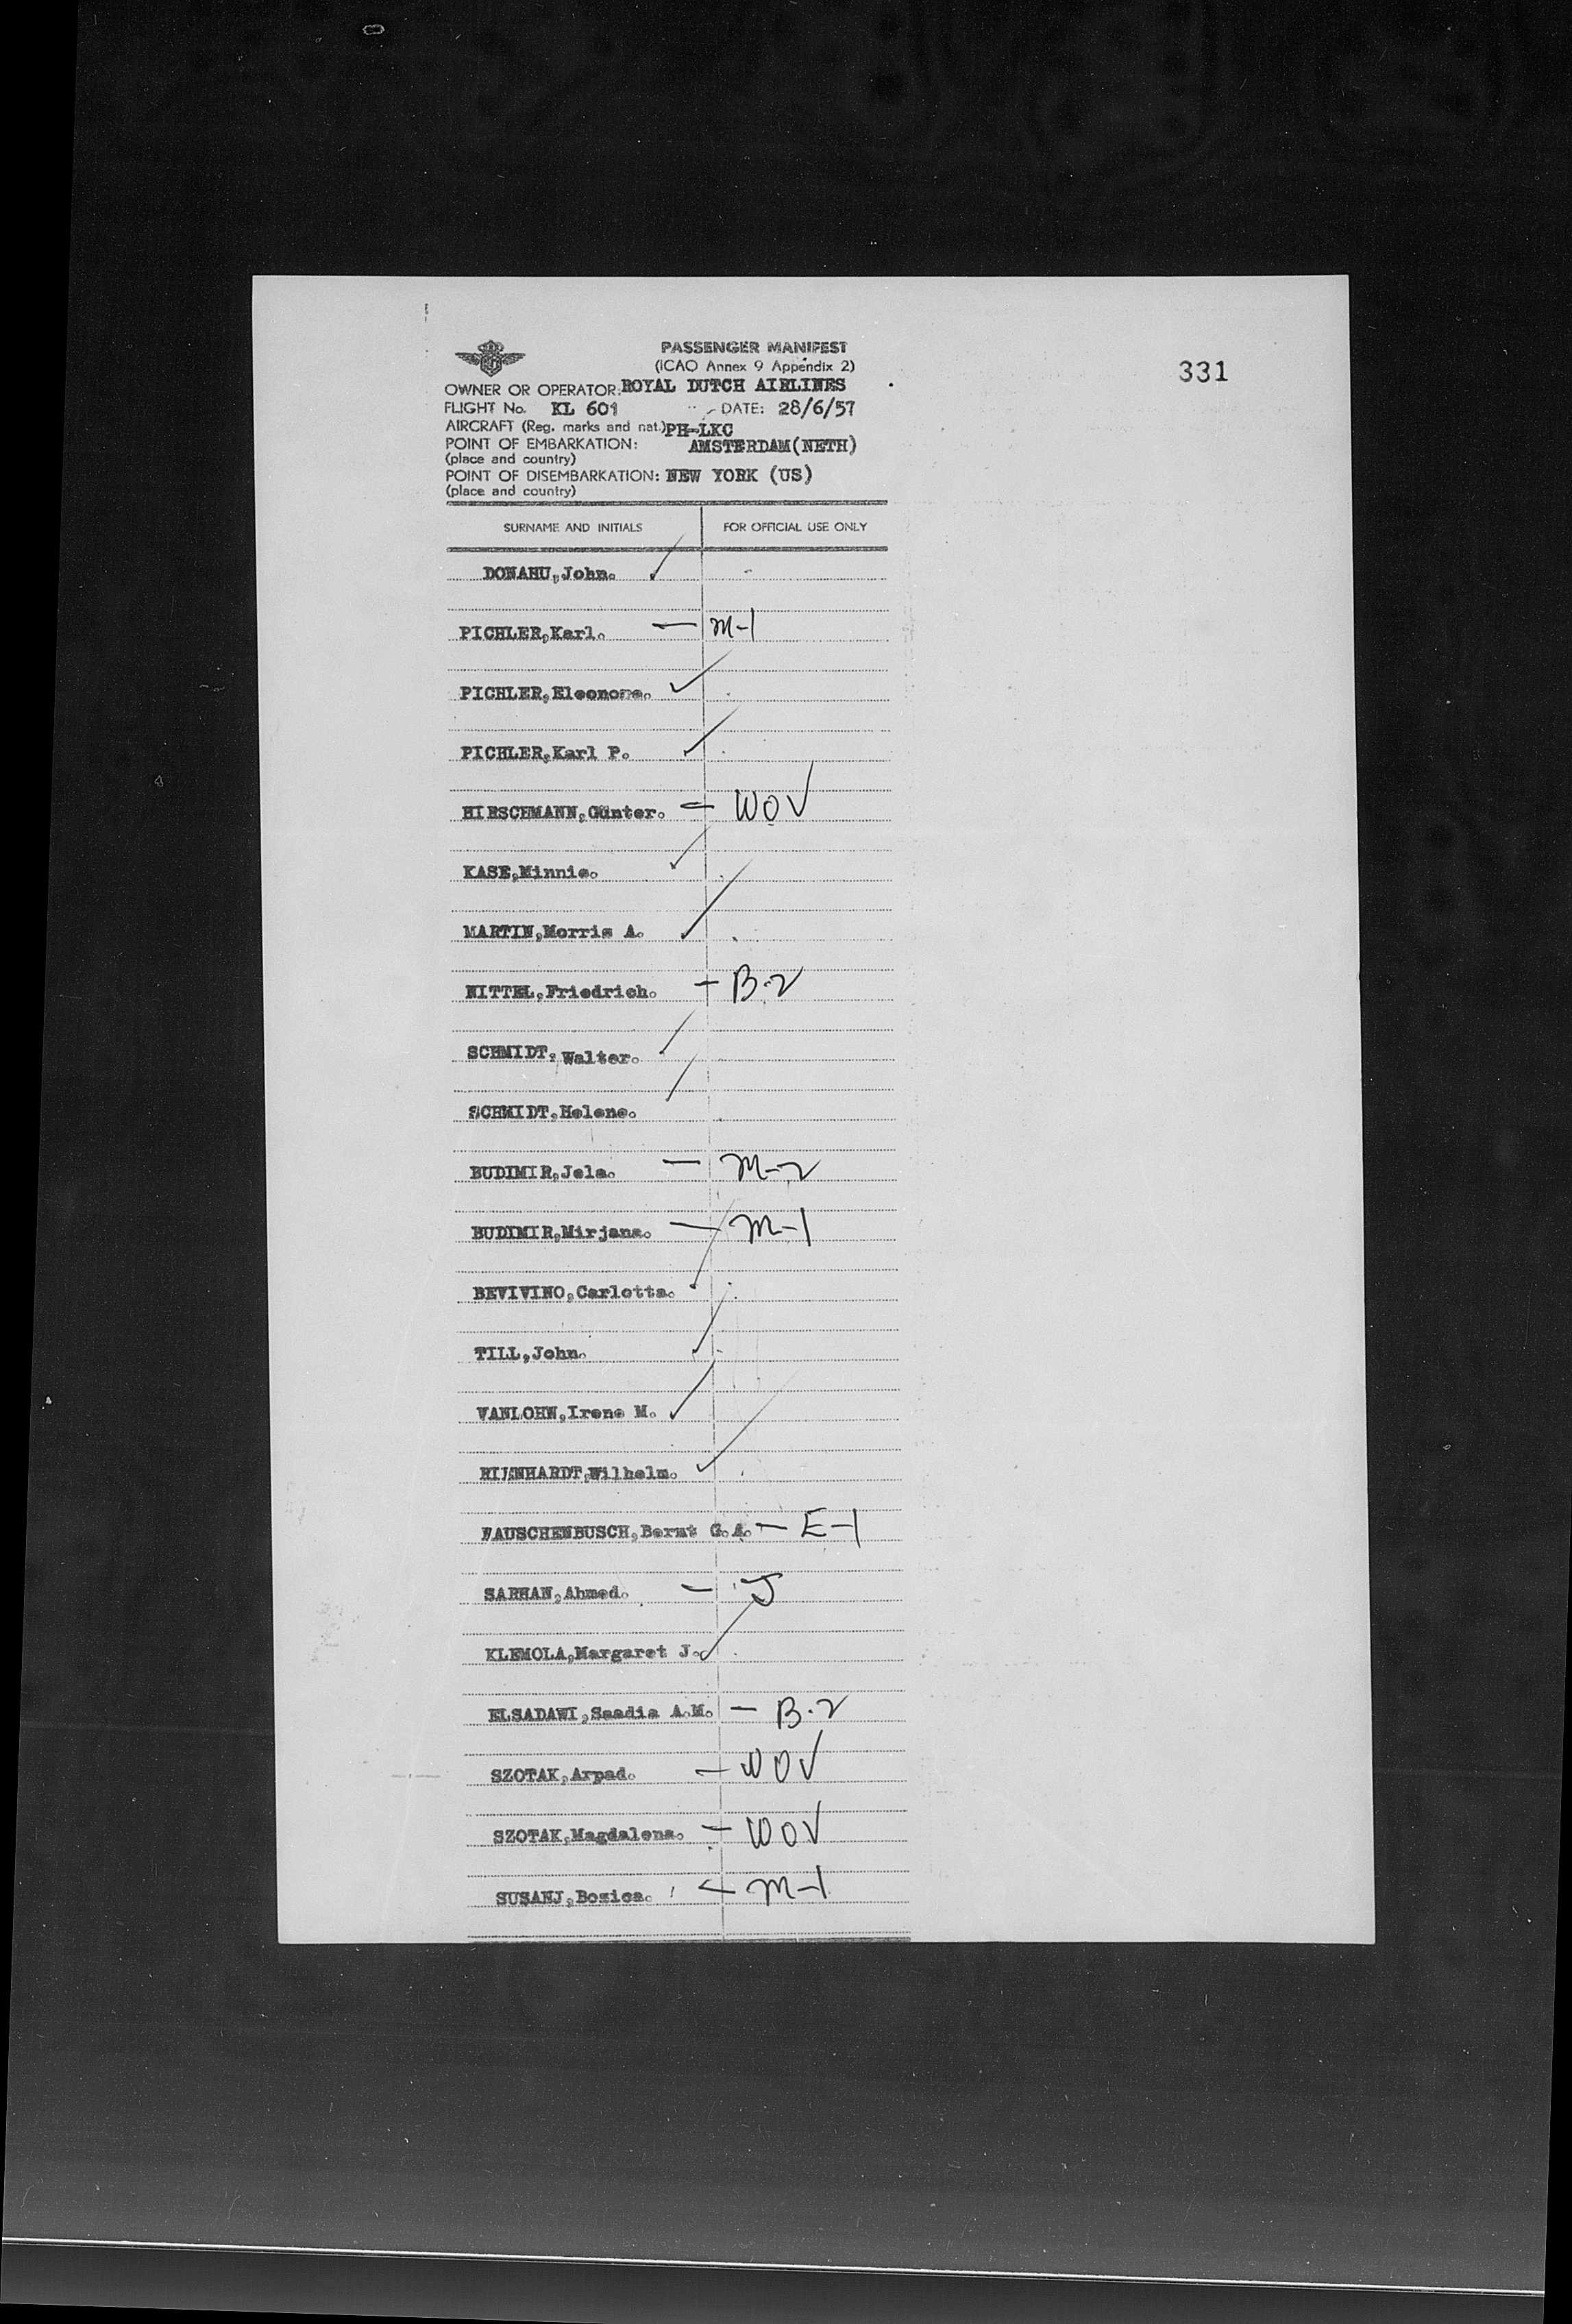 PASSENGER MANIFEST
(ICAO Annex 9 Appendix 2)
331
OWNER OR OPERATOR: ROYAL DUTCH AIRLINES
FLIGHT No. KL 601 DATE: 28/6/57
AIRCRAFT (Reg. marks and nat.) PH-LKC
POINT OF EMBARKATION: AMSTERDAM(NETH)
(place and country)
POINT OF DISEMBARKATION: NEW YORK (US)
(place and country)
SURNAME AND INITIALS FOR OFFICIAL USE ONLY
DONAHU,John. ✓
PICHLER,Karl. — M-1
PICHLER,Eleonore. ✓
PICHLER,Karl P. ✓
HIRSCHMANN,Günter. — WOV
KASE,Minnie. ✓
MARTIN,Morris A. ✓
NITTEL,Friedrich. — B-2
SCHMIDT, Walter. ✓
SCHMIDT,Helene. ✓
BUDIMIR,Jela. — M-2
BUDIMIR,Mirjana. — M-1
BEVIVINO,Carlotta. ✓
TILL,John. ✓
VANLOHN,Irene M. ✓
Wilhelm. ✓
G.A. — E-1
SARHAN,Ahmed. — J
KLEMOLA,Margaret J. ✓
ELSADAWI,Saadia A.M. — B-2
SZOTAK,Arpad. — WOV
SZOTAK,Magdalena. — WOV
SUSANJ,Bozica. — M-1